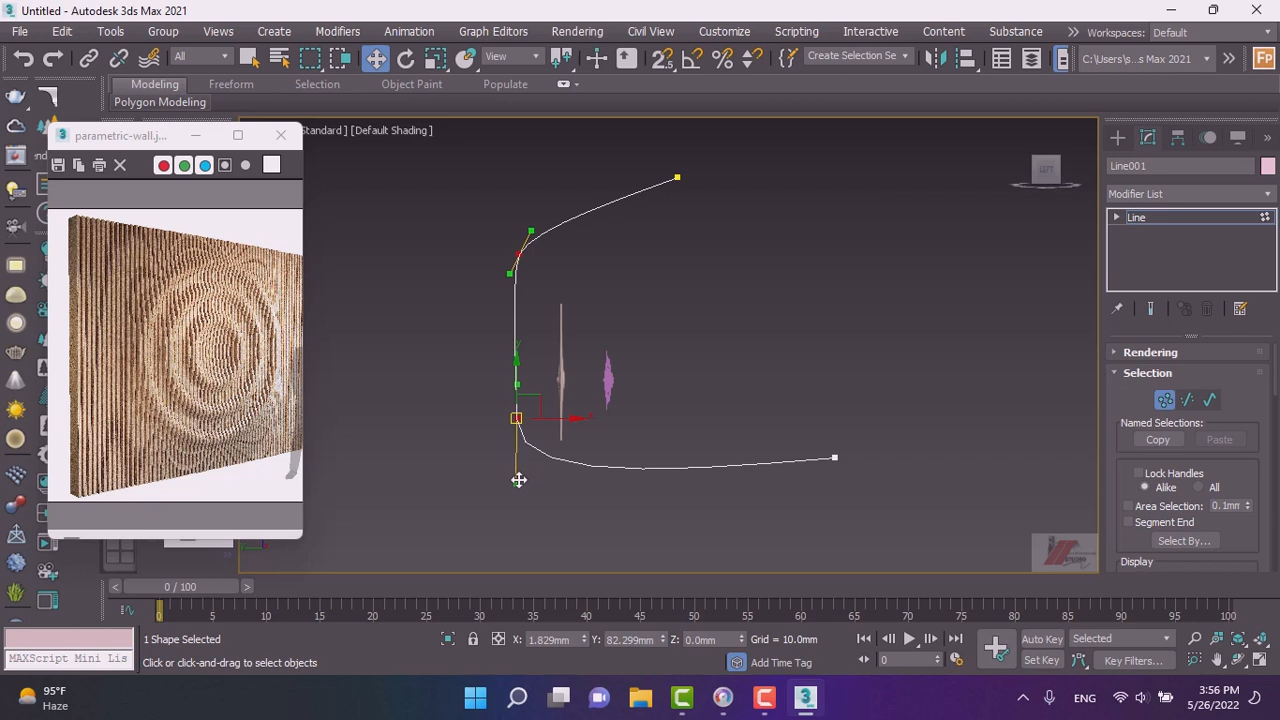 Untitled - Autodesk 3ds Max 2021
File Edit Tools Group Views Create Modifiers Animation Graph Editors Rendering Civil View Customize Scripting Interactive Content Substance Workspaces: Default
All View Create Selection Se C:\Users\s...s Max 2021
Modeling Freeform Selection Object Paint Populate
Polygon Modeling
Standard ] [Default Shading ]
parametric-wall.j...
Line001
Modifier List
Line
Rendering
Selection
Named Selections:
Copy Paste
Lock Handles
Alike All
Area Selection: 0.1mm
Segment End
Select By...
Display
0 / 100
0 5 10 15 20 25 30 35 40 45 50 55 60 65 70 75 80 85 90 95 100
1 Shape Selected X: 1.829mm Y: 82.299mm Z: 0.0mm Grid = 10.0mm Auto Key Selected
MAXScript Mini Lis Click or click-and-drag to select objects Add Time Tag 0 Set Key Key Filters...
95°F
Haze
ENG
3:56 PM
5/26/2022